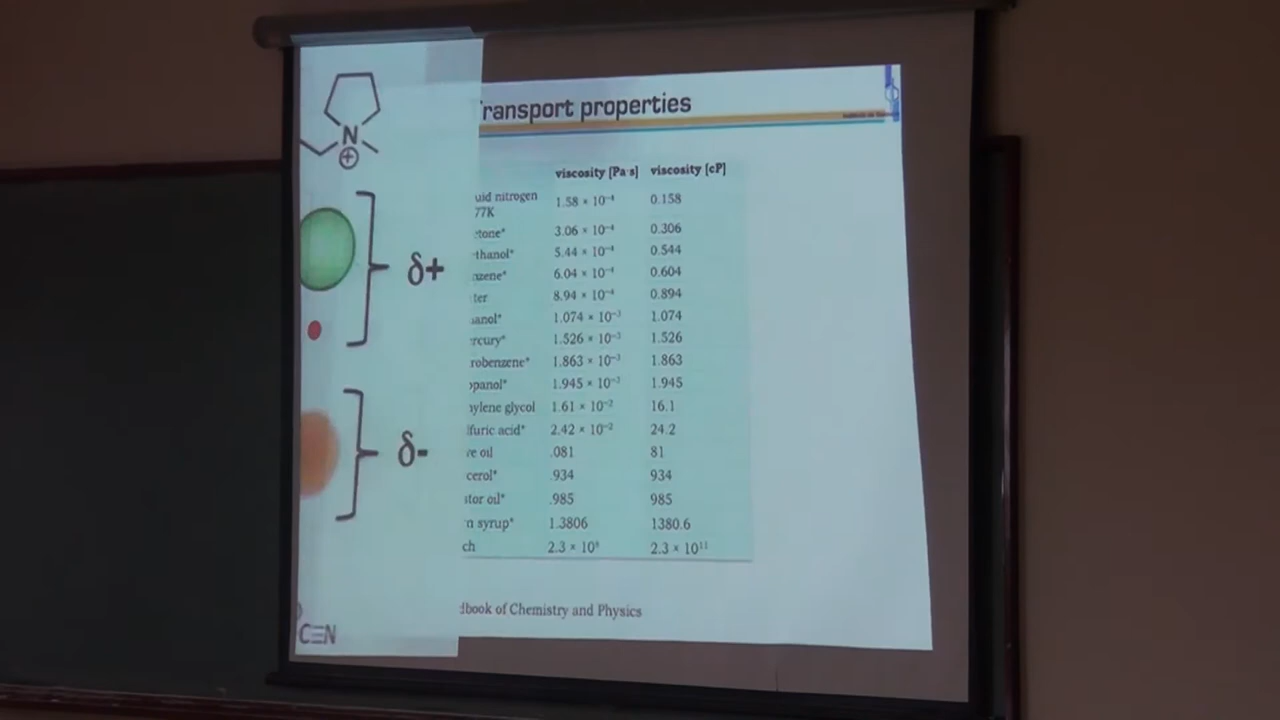 Transport properties
N
⊕
δ+
δ-
C≡N
viscosity [Pa·s] viscosity [cP]
uid nitrogen
77K 1.58 × 10⁻⁴ 0.158
tone* 3.06 × 10⁻⁴ 0.306
thanol* 5.44 × 10⁻⁴ 0.544
nzene* 6.04 × 10⁻⁴ 0.604
ter 8.94 × 10⁻⁴ 0.894
anol* 1.074 × 10⁻³ 1.074
rcury* 1.526 × 10⁻³ 1.526
robenzene* 1.863 × 10⁻³ 1.863
opanol* 1.945 × 10⁻³ 1.945
ylene glycol 1.61 × 10⁻² 16.1
lfuric acid* 2.42 × 10⁻² 24.2
ve oil .081 81
cerol* .934 934
stor oil* .985 985
n syrup* 1.3806 1380.6
ch 2.3 × 10⁸ 2.3 × 10¹¹
dbook of Chemistry and Physics